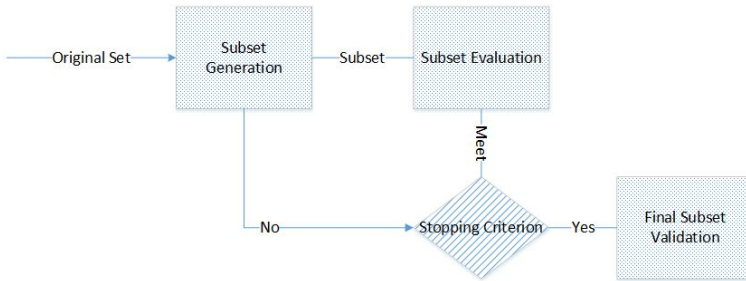 Original Set
Subset
Generation
Subset
Subset Evaluation
Meet
No
Stopping Criterion
Yes
Final Subset
Validation